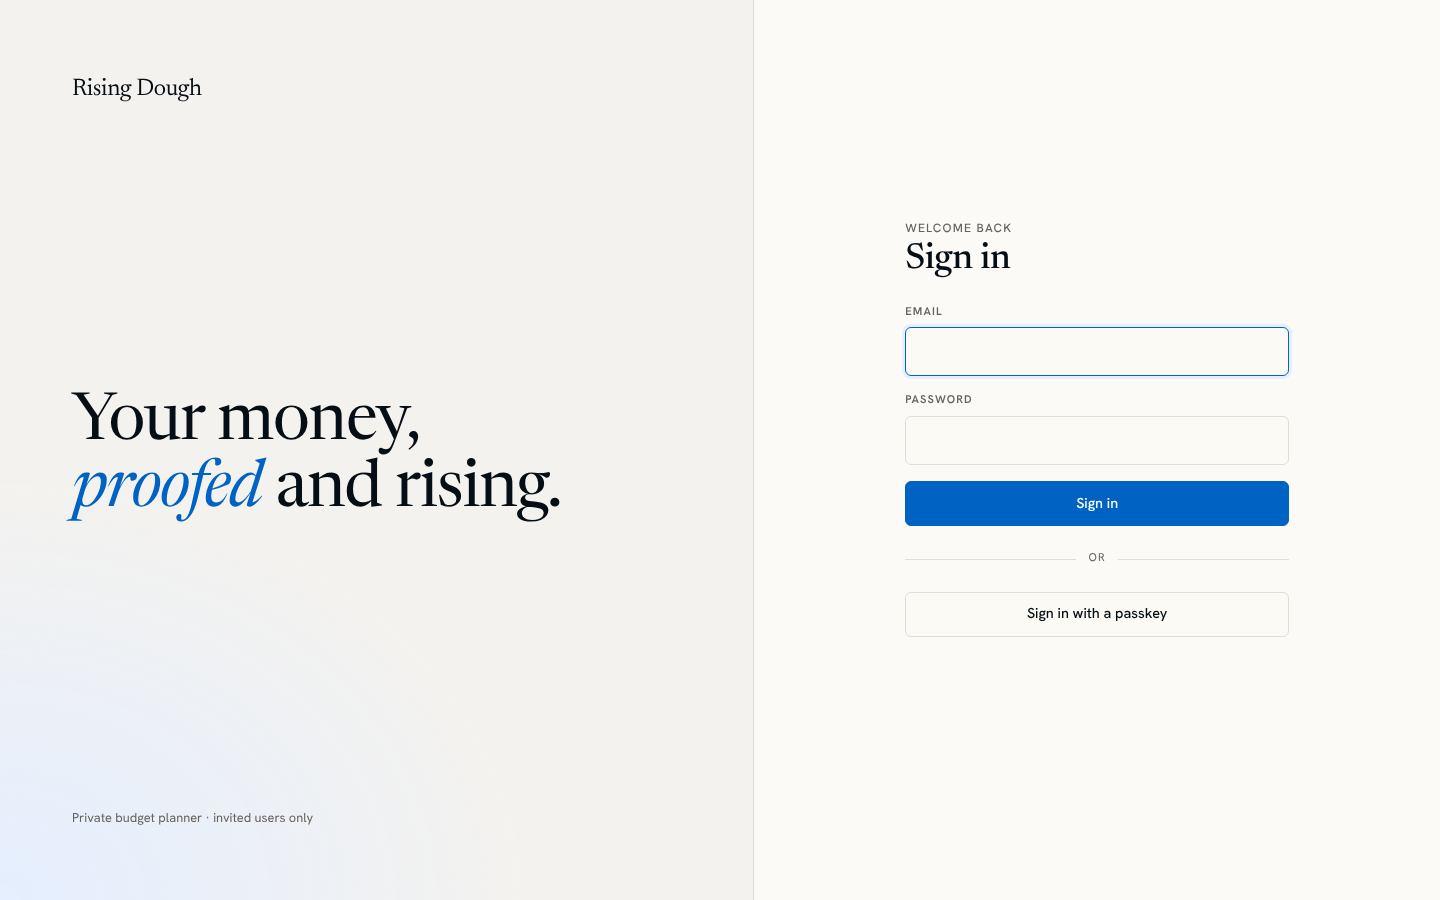 Rising Dough
Your money,
proofed and rising.
Private budget planner · invited users only
WELCOME BACK
Sign in
EMAIL
PASSWORD
Sign in
OR
Sign in with a passkey